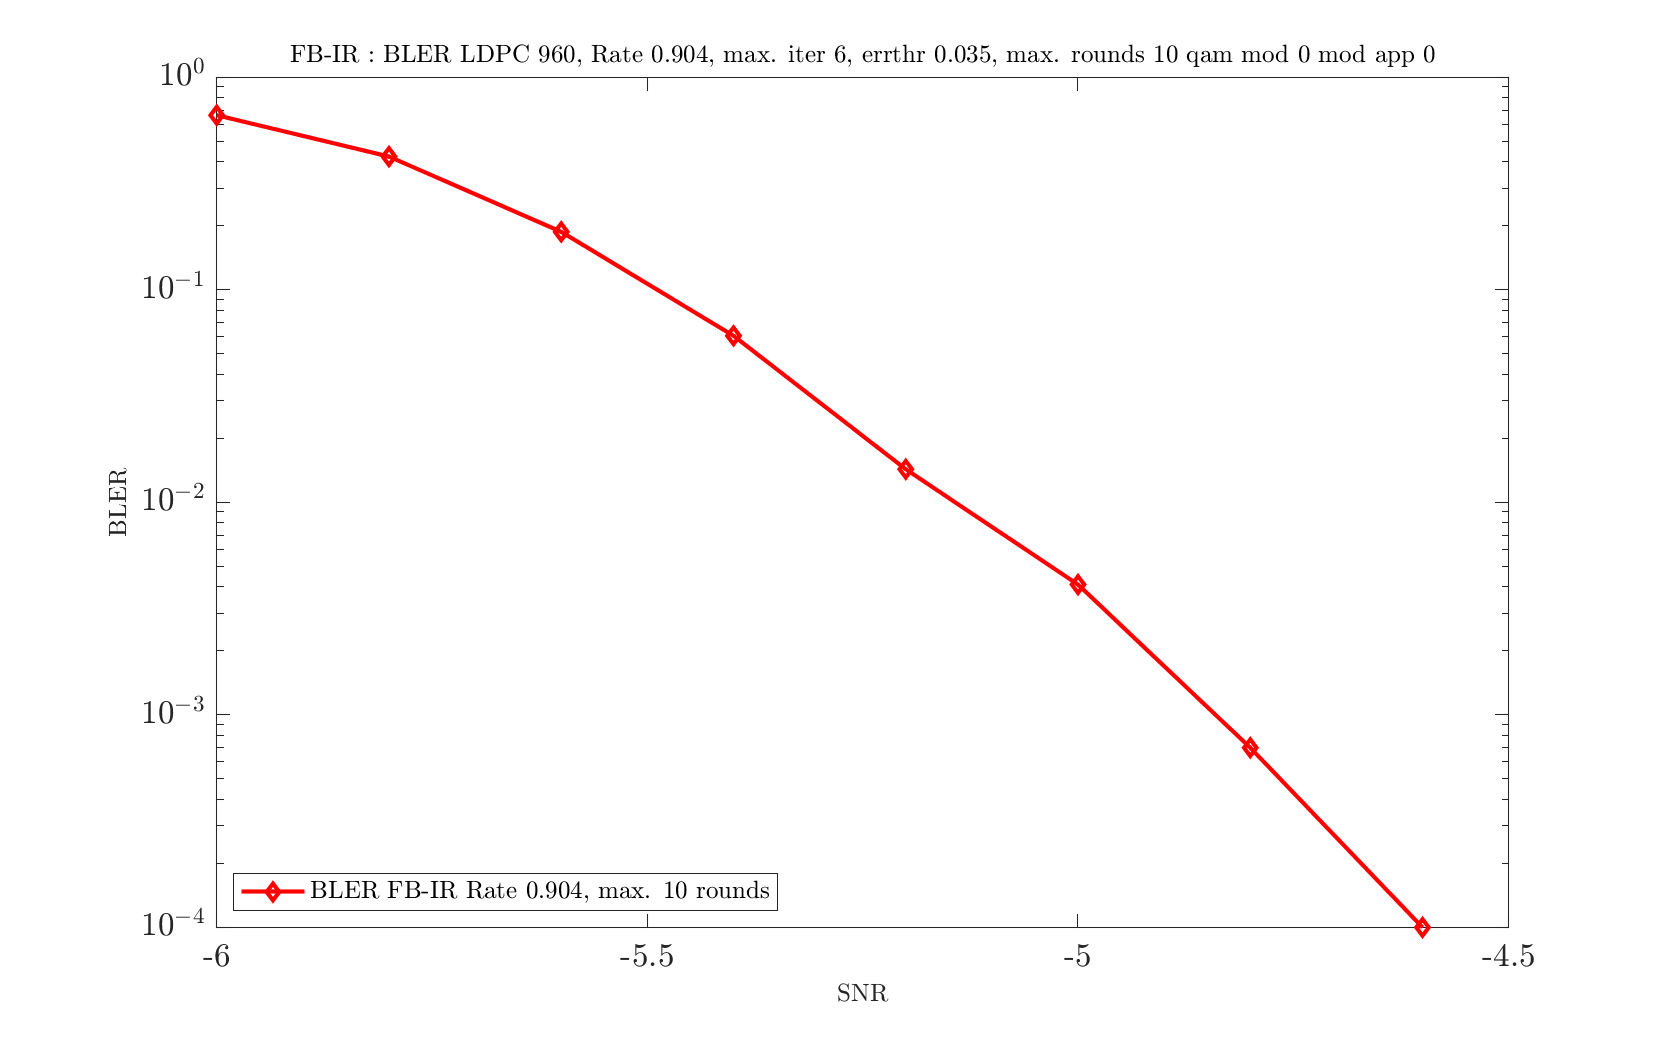 FB-IR : BLER LDPC 960, Rate 0.904, max. iter 6, errthr 0.035, max. rounds 10 qam mod 0 mod app 0
10^0
10^{-1}
10^{-2}
10^{-3}
10^{-4}
BLER
BLER FB-IR Rate 0.904, max. 10 rounds
-6 -5.5 -5 -4.5
SNR